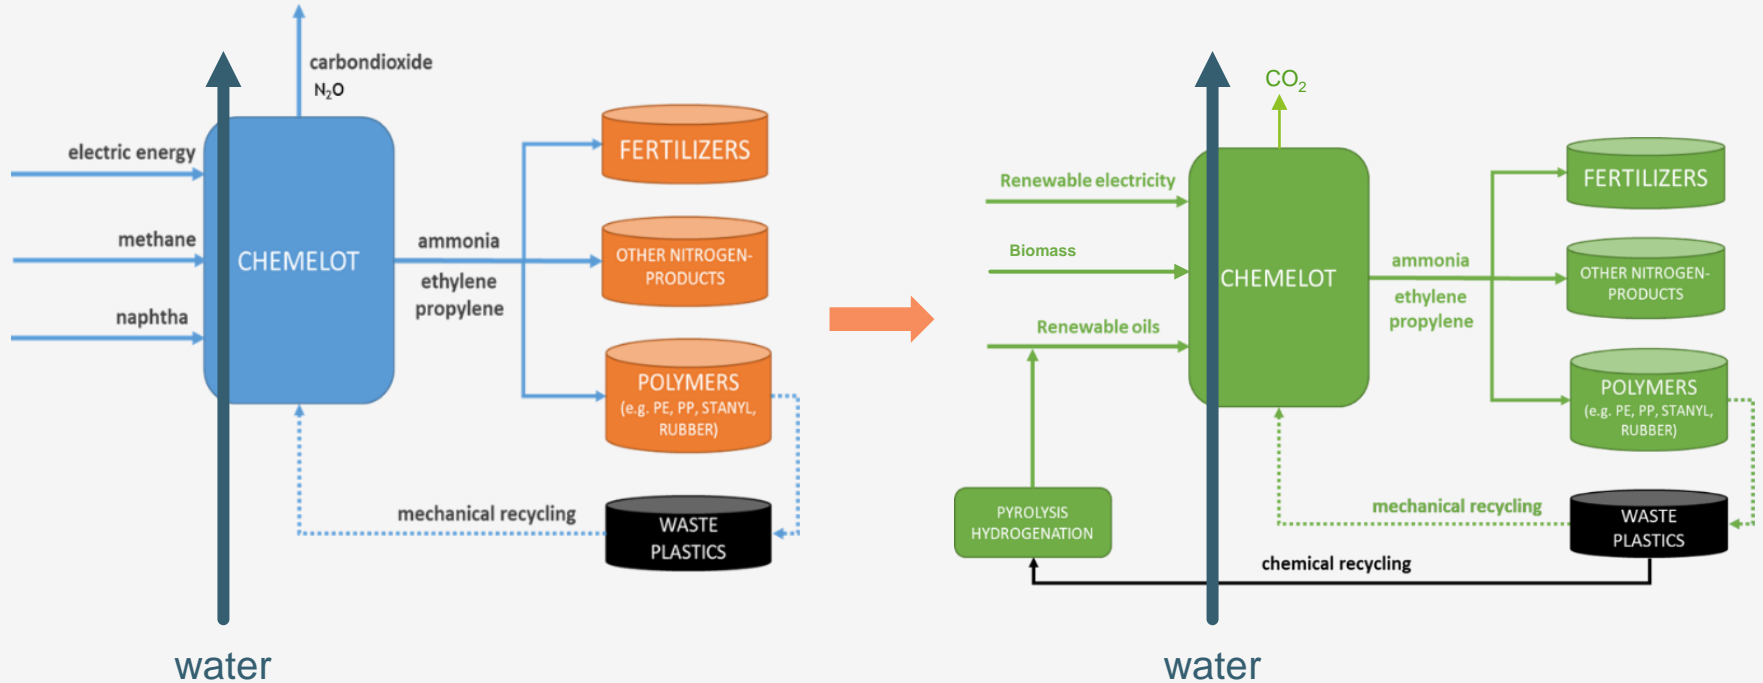 carbondioxide
N₂O
electric energy
methane
naphtha
CHEMELOT
ammonia
ethylene
propylene
FERTILIZERS
OTHER NITROGEN-
PRODUCTS
POLYMERS
(e.g. PE, PP, STANYL,
RUBBER)
mechanical recycling
WASTE
PLASTICS
water
CO₂
Renewable electricity
Biomass
Renewable oils
CHEMELOT
ammonia
ethylene
propylene
FERTILIZERS
OTHER NITROGEN-
PRODUCTS
POLYMERS
(e.g. PE, PP, STANYL,
RUBBER)
PYROLYSIS
HYDROGENATION
mechanical recycling
WASTE
PLASTICS
chemical recycling
water